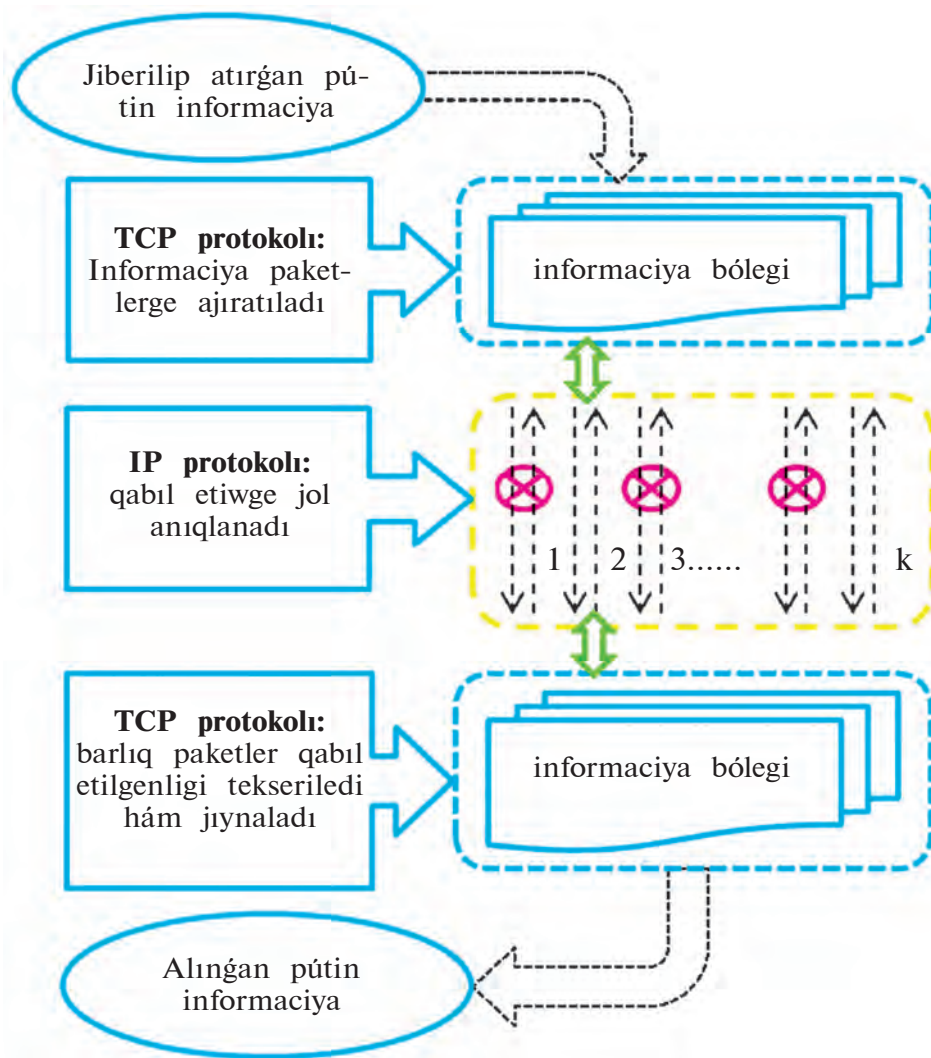 Jiberilip atırǵan pú-
tin informaciya
TCP protokolı:
Informaciya paket-
lerge ajıratıladı
informaciya bólegi
IP protokolı:
qabıl etiwge jol
anıqlanadı
1 2 3...... k
TCP protokolı:
barlıq paketler qabıl
etilgenligi tekseriledi
hám jıynaladı
informaciya bólegi
Alınǵan pútin
informaciya